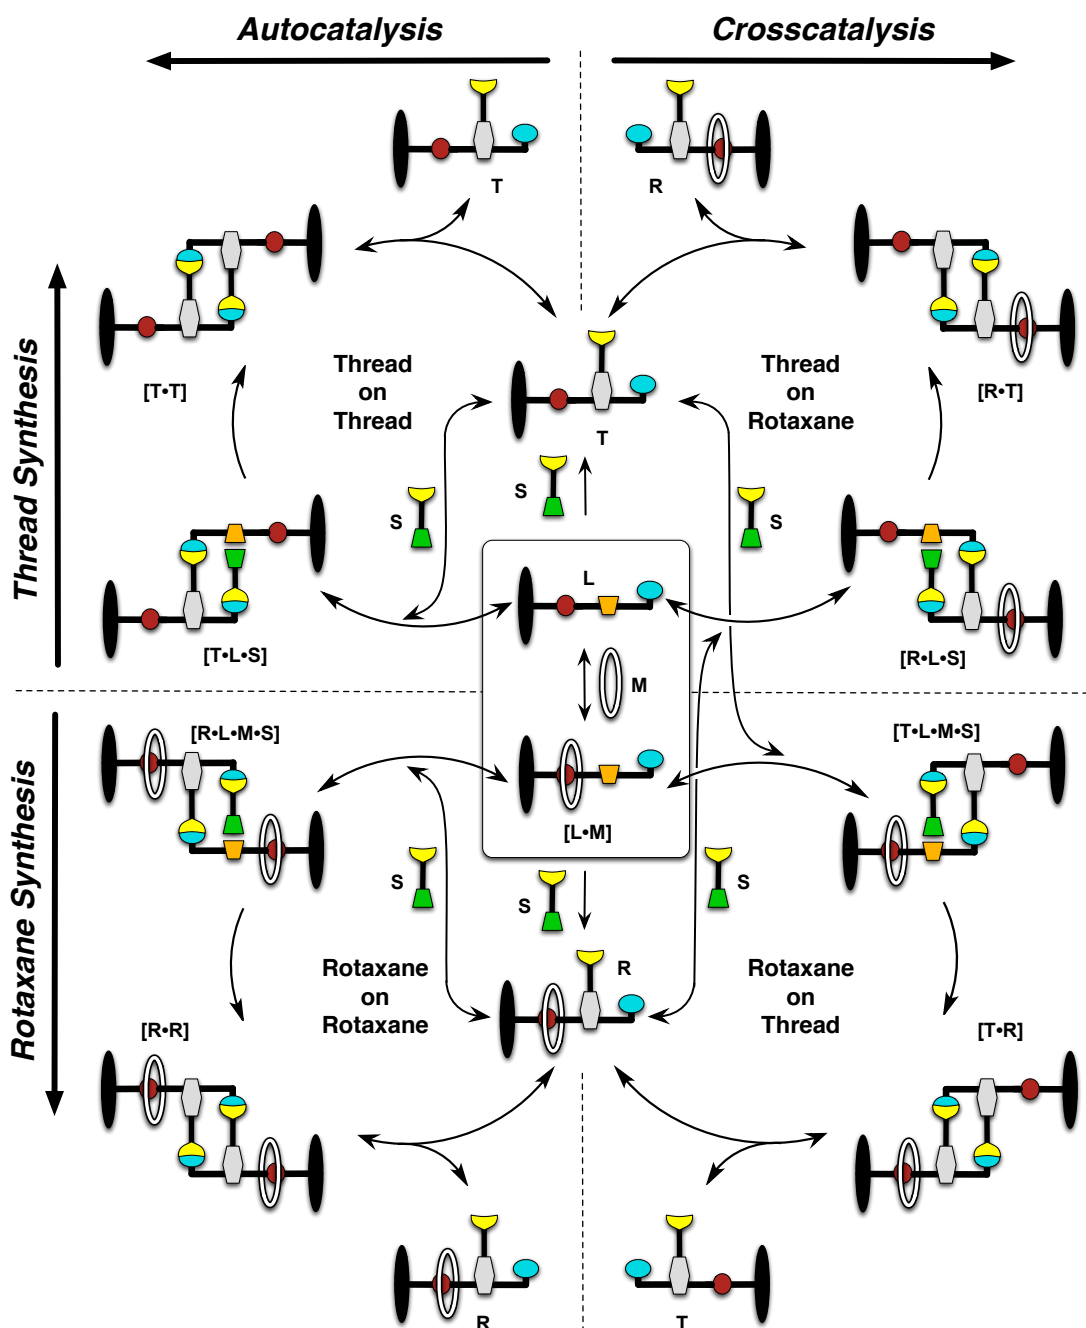 Autocatalysis
Crosscatalysis
T
R
Thread Synthesis
[T•T]
Thread
on
Thread
Thread
on
Rotaxane
[R•T]
T
S
S
S
L
[T•L•S]
[R•L•S]
M
[R•L•M•S]
[T•L•M•S]
Rotaxane Synthesis
[L•M]
S
S
S
R
Rotaxane
on
Rotaxane
Rotaxane
on
Thread
[R•R]
[T•R]
R
T